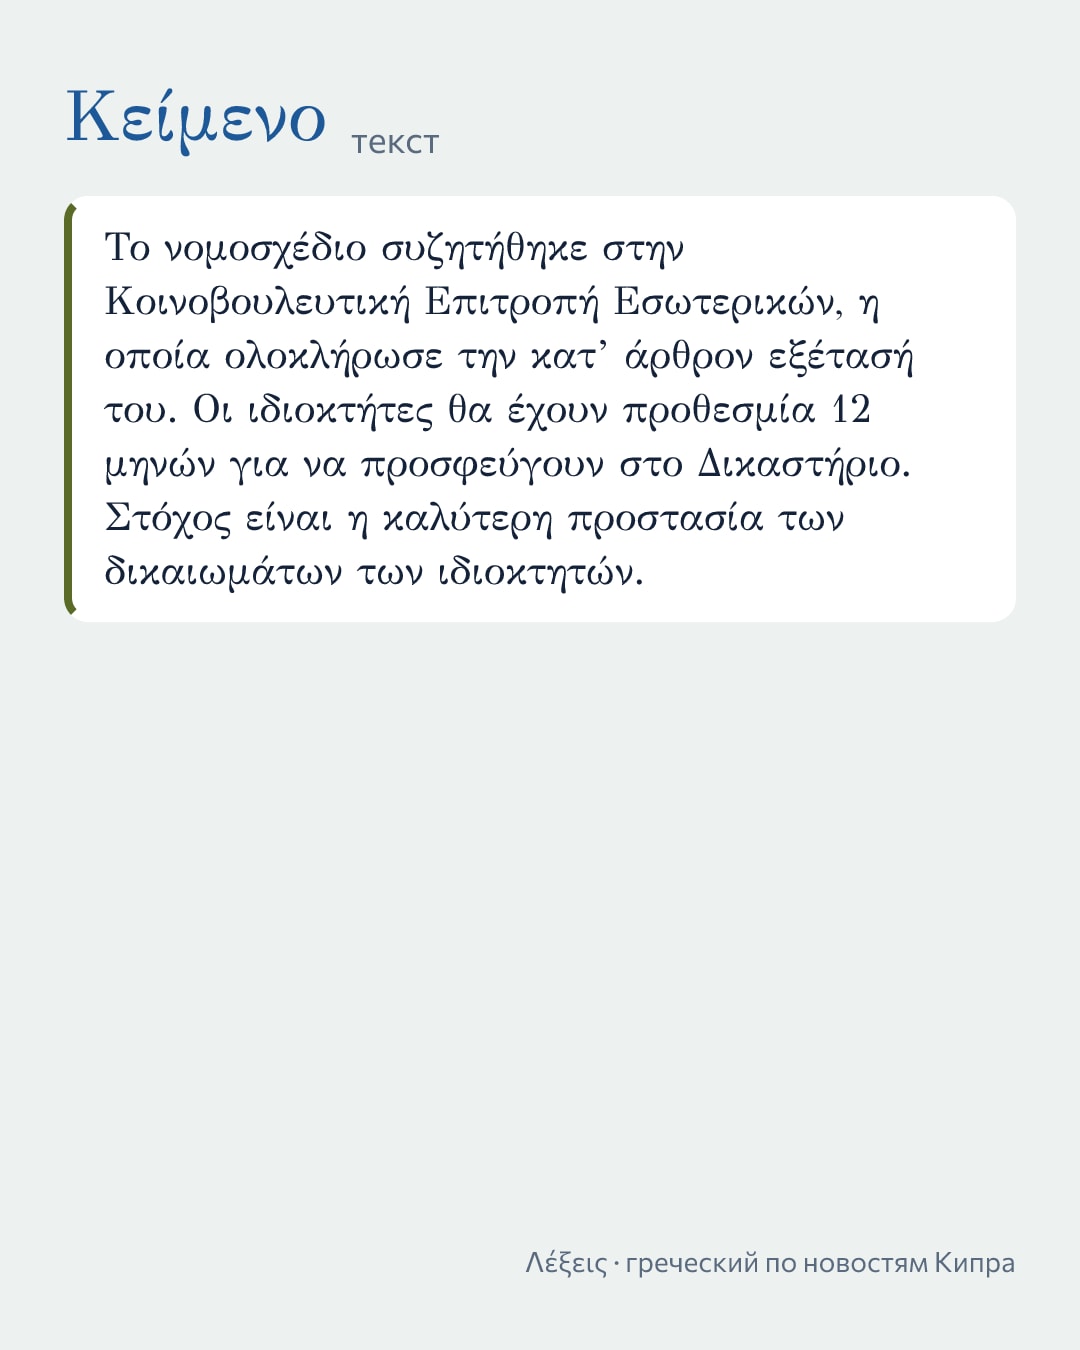 Κείμενο текст
Το νομοσχέδιο συζητήθηκε στην
Κοινοβουλευτική Επιτροπή Εσωτερικών, η
οποία ολοκλήρωσε την κατ’ άρθρον εξέτασή
του. Οι ιδιοκτήτες θα έχουν προθεσμία 12
μηνών για να προσφεύγουν στο Δικαστήριο.
Στόχος είναι η καλύτερη προστασία των
δικαιωμάτων των ιδιοκτητών.
Λέξεις · греческий по новостям Кипра